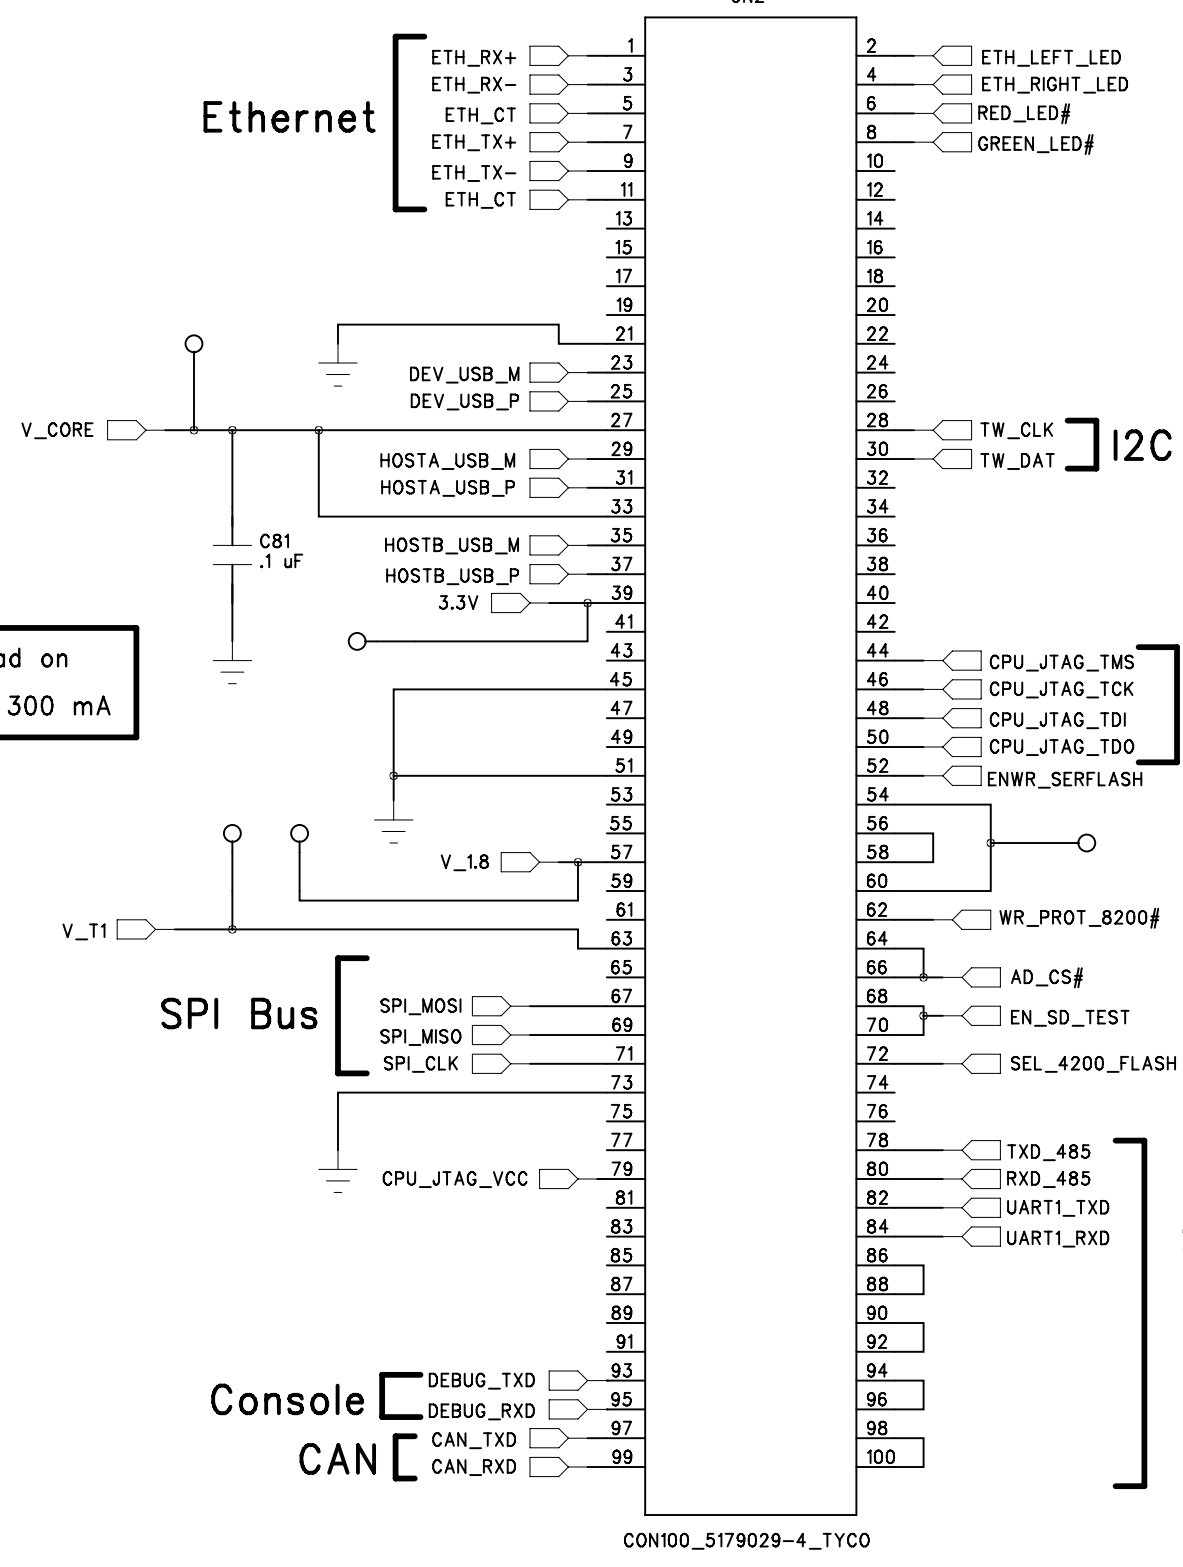 ETH_RX+ 1 2 ETH_LEFT_LED
ETH_RX- 3 4 ETH_RIGHT_LED
Ethernet
ETH_CT 5 6 RED_LED#
ETH_TX+ 7 8 GREEN_LED#
ETH_TX- 9 10
ETH_CT 11 12
13 14
15 16
17 18
19 20
21 22
DEV_USB_M 23 24
DEV_USB_P 25 26
V_CORE 27 28 TW_CLK
I2C
HOSTA_USB_M 29 30 TW_DAT
HOSTA_USB_P 31 32
33 34
C81
.1 uF
HOSTB_USB_M 35 36
HOSTB_USB_P 37 38
3.3V 39 40
41 42
on
300 mA
43 44 CPU_JTAG_TMS
45 46 CPU_JTAG_TCK
47 48 CPU_JTAG_TDI
49 50 CPU_JTAG_TDO
51 52 ENWR_SERFLASH
53 54
55 56
V_1.8 57 58
59 60
61 62 WR_PROT_8200#
V_T1 63 64
65 66 AD_CS#
SPI Bus
SPI_MOSI 67 68
EN_SD_TEST
SPI_MISO 69 70
SPI_CLK 71 72 SEL_4200_FLASH
73 74
75 76
77 78 TXD_485
CPU_JTAG_VCC 79 80 RXD_485
81 82 UART1_TXD
83 84 UART1_RXD
85 86
87 88
89 90
91 92
Console
DEBUG_TXD 93 94
DEBUG_RXD 95 96
CAN
CAN_TXD 97 98
CAN_RXD 99 100
CON100_5179029-4_TYCO